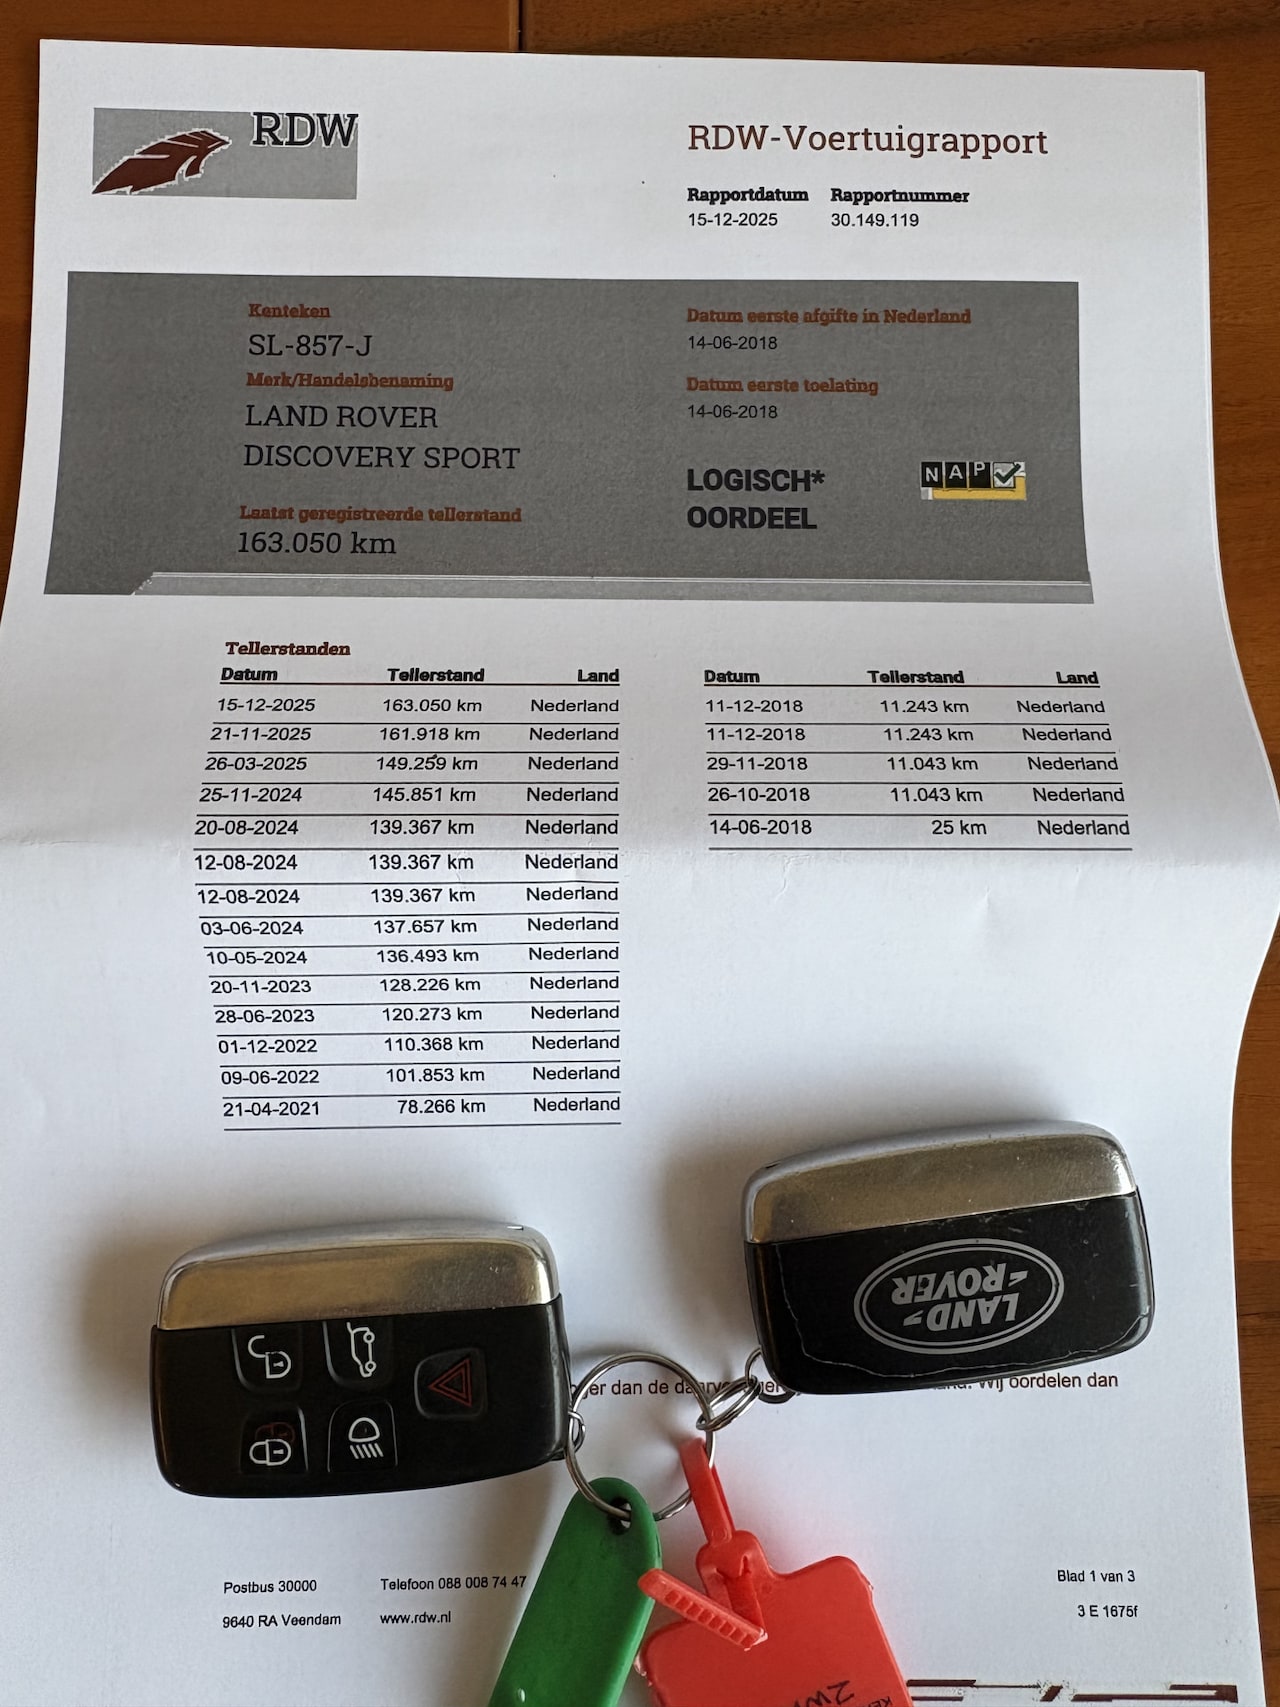 RDW
RDW-Voertuigrapport
Rapportdatum Rapportnummer
15-12-2025 30.149.119
Kenteken
SL-857-J
Merk/Handelsbenaming
LAND ROVER
DISCOVERY SPORT
Laatst geregistreerde tellerstand
163.050 km
Datum eerste afgifte in Nederland
14-06-2018
Datum eerste toelating
14-06-2018
LOGISCH*
OORDEEL
NAP
Tellerstanden
Datum Tellerstand Land
15-12-2025 163.050 km Nederland
21-11-2025 161.918 km Nederland
26-03-2025 149.259 km Nederland
25-11-2024 145.851 km Nederland
20-08-2024 139.367 km Nederland
12-08-2024 139.367 km Nederland
12-08-2024 139.367 km Nederland
03-06-2024 137.657 km Nederland
10-05-2024 136.493 km Nederland
20-11-2023 128.226 km Nederland
28-06-2023 120.273 km Nederland
01-12-2022 110.368 km Nederland
09-06-2022 101.853 km Nederland
21-04-2021 78.266 km Nederland
Datum Tellerstand Land
11-12-2018 11.243 km Nederland
11-12-2018 11.243 km Nederland
29-11-2018 11.043 km Nederland
26-10-2018 11.043 km Nederland
14-06-2018 25 km Nederland
LAND
ROVER
dan de Wij oordelen dan
Postbus 30000 Telefoon 088 008 74 47
9640 RA Veendam www.rdw.nl
Blad 1 van 3
3 E 1675f